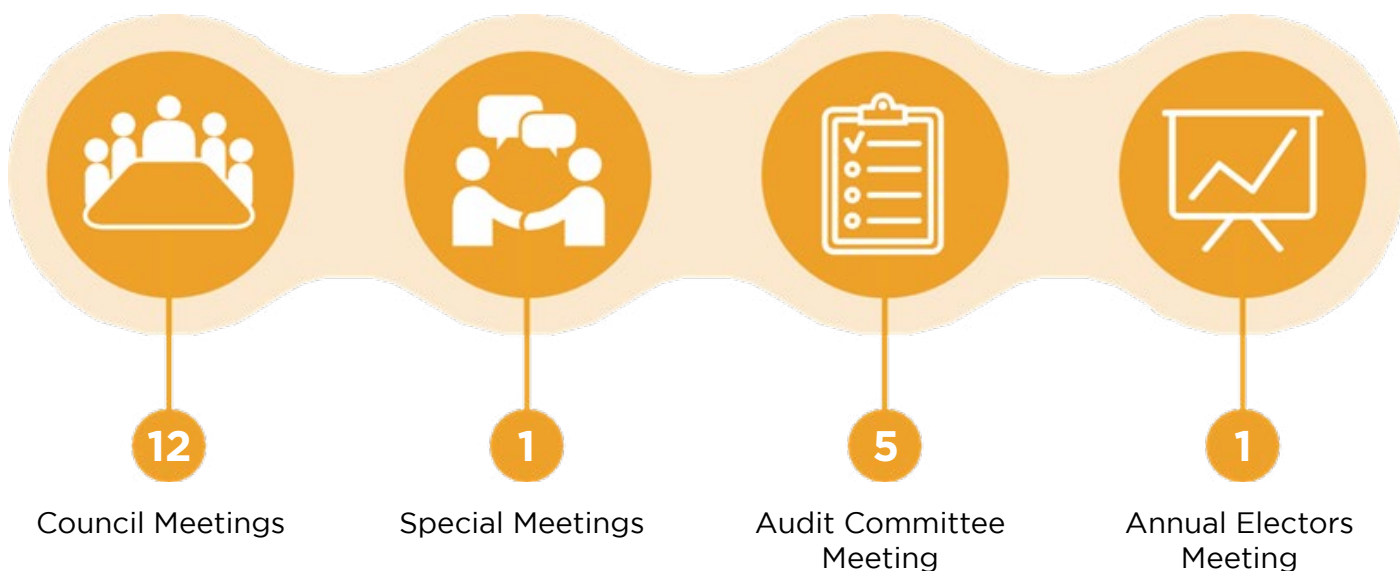 12
1
5
1
Council Meetings
Special Meetings
Audit Committee
Meeting
Annual Electors
Meeting